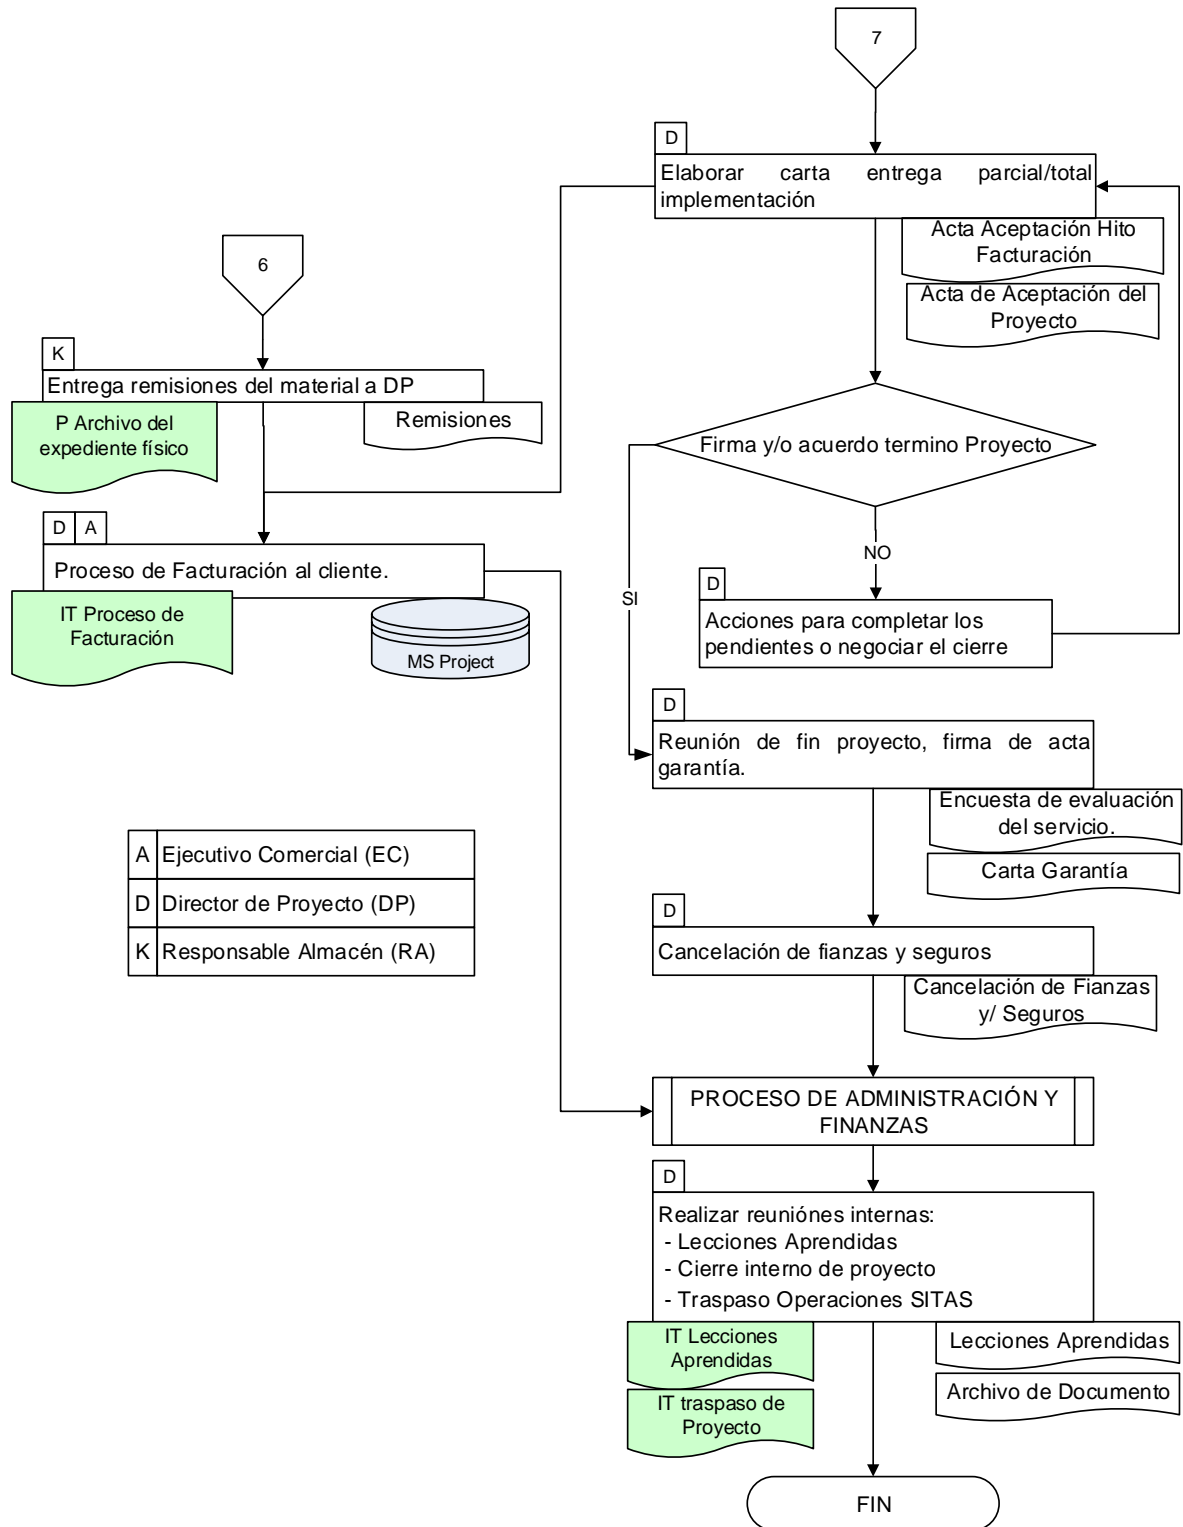 7
D
Elaborar carta entrega parcial/total
implementación
Acta Aceptación Hito
Facturación
Acta de Aceptación del
Proyecto
6
K
Entrega remisiones del material a DP
P Archivo del
expediente físico
Remisiones
Firma y/o acuerdo termino Proyecto
NO
SI
D A
Proceso de Facturación al cliente.
IT Proceso de
Facturación
MS Project
D
Acciones para completar los
pendientes o negociar el cierre
D
Reunión de fin proyecto, firma de acta
garantía.
Encuesta de evaluación
del servicio.
Carta Garantía
A Ejecutivo Comercial (EC)
D Director de Proyecto (DP)
K Responsable Almacén (RA)
D
Cancelación de fianzas y seguros
Cancelación de Fianzas
y/ Seguros
PROCESO DE ADMINISTRACIÓN Y
FINANZAS
D
Realizar reuniónes internas:
- Lecciones Aprendidas
- Cierre interno de proyecto
- Traspaso Operaciones SITAS
IT Lecciones
Aprendidas
IT traspaso de
Proyecto
Lecciones Aprendidas
Archivo de Documento
FIN